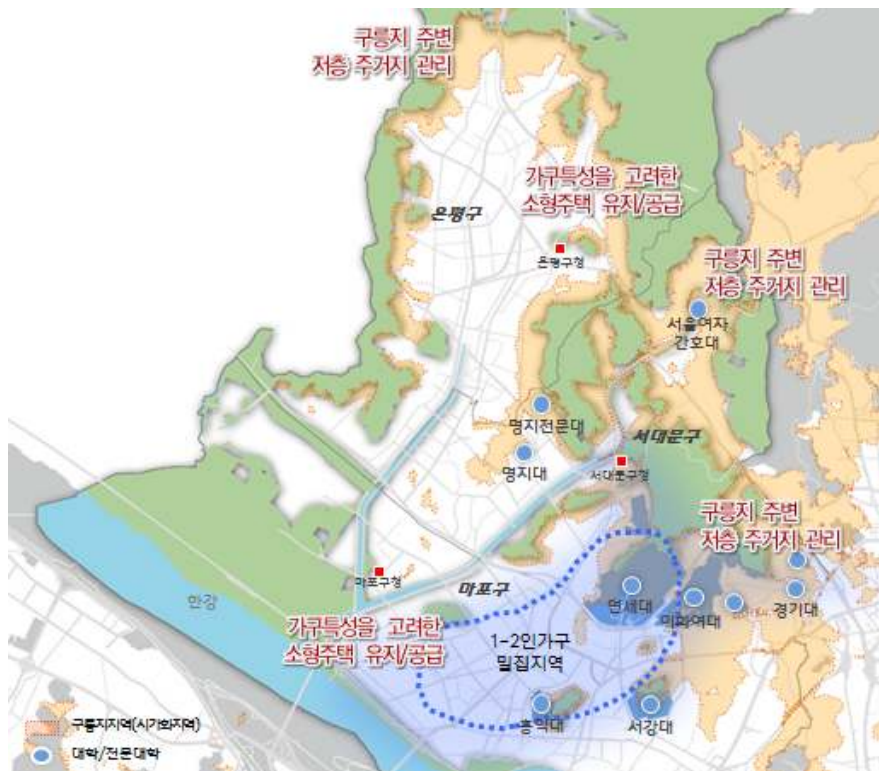 구릉지 주변
저층 주거지 관리
가구특성을 고려한
소형주택 유지/공급
은평구
은평구청
구릉지 주변
저층 주거지 관리
서울여자
간호대
명지전문대
서대문구
명지대
서대문구청
구릉지 주변
저층 주거지 관리
마포구청
마포구
한강
연세대
이화여대
경기대
가구특성을 고려한
소형주택 유지/공급
1-2인가구
밀집지역
홍익대
서강대
구릉지지역(시가화지역)
대학/전문대학